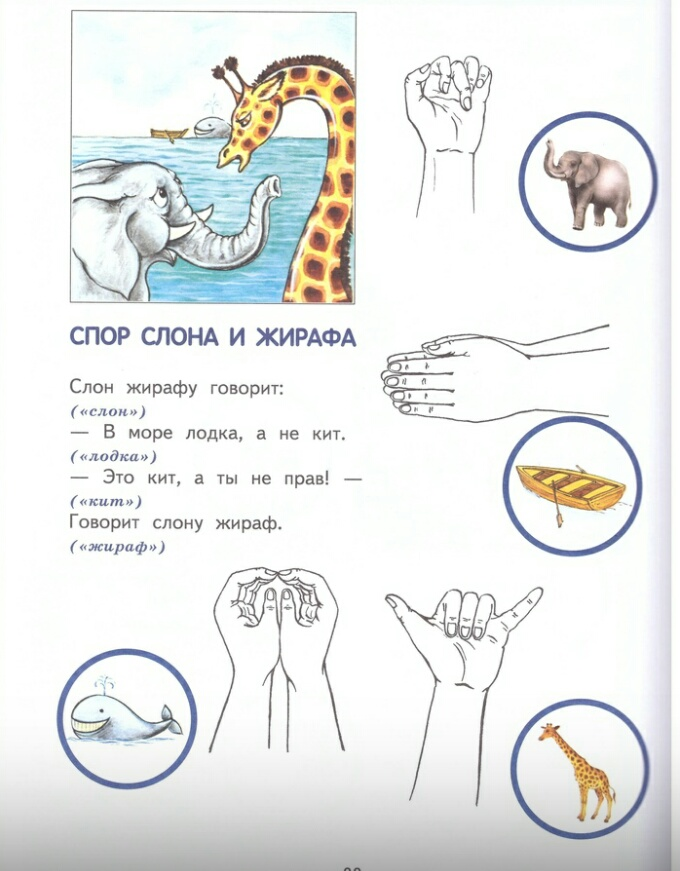 СПОР СЛОНА И ЖИРАФА
Слон жирафу говорит:
(«слон»)
— В море лодка, а не кит.
(«лодка»)
— Это кит, а ты не прав! —
(«кит»)
Говорит слону жираф.
(«жираф»)